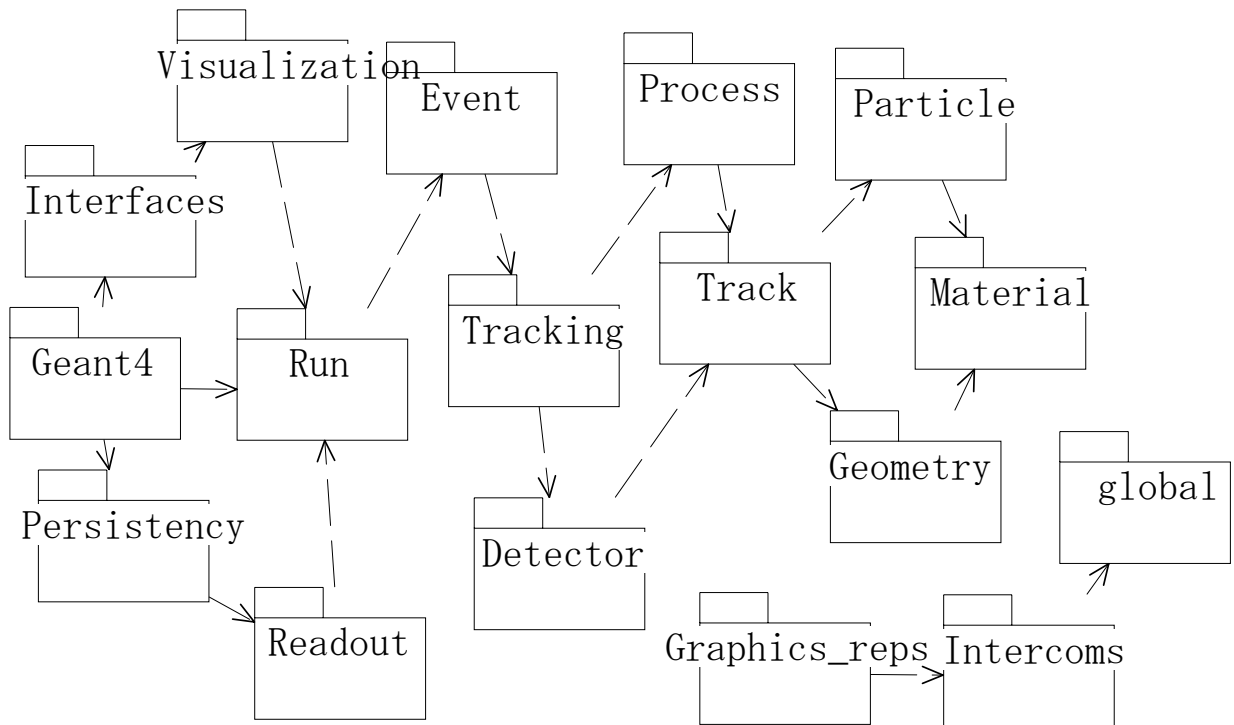 Visualization
Event
Process
Particle
Interfaces
Track
Material
Tracking
Geant4
Run
Geometry
global
Persistency
Detector
Readout
Graphics_reps
Intercoms